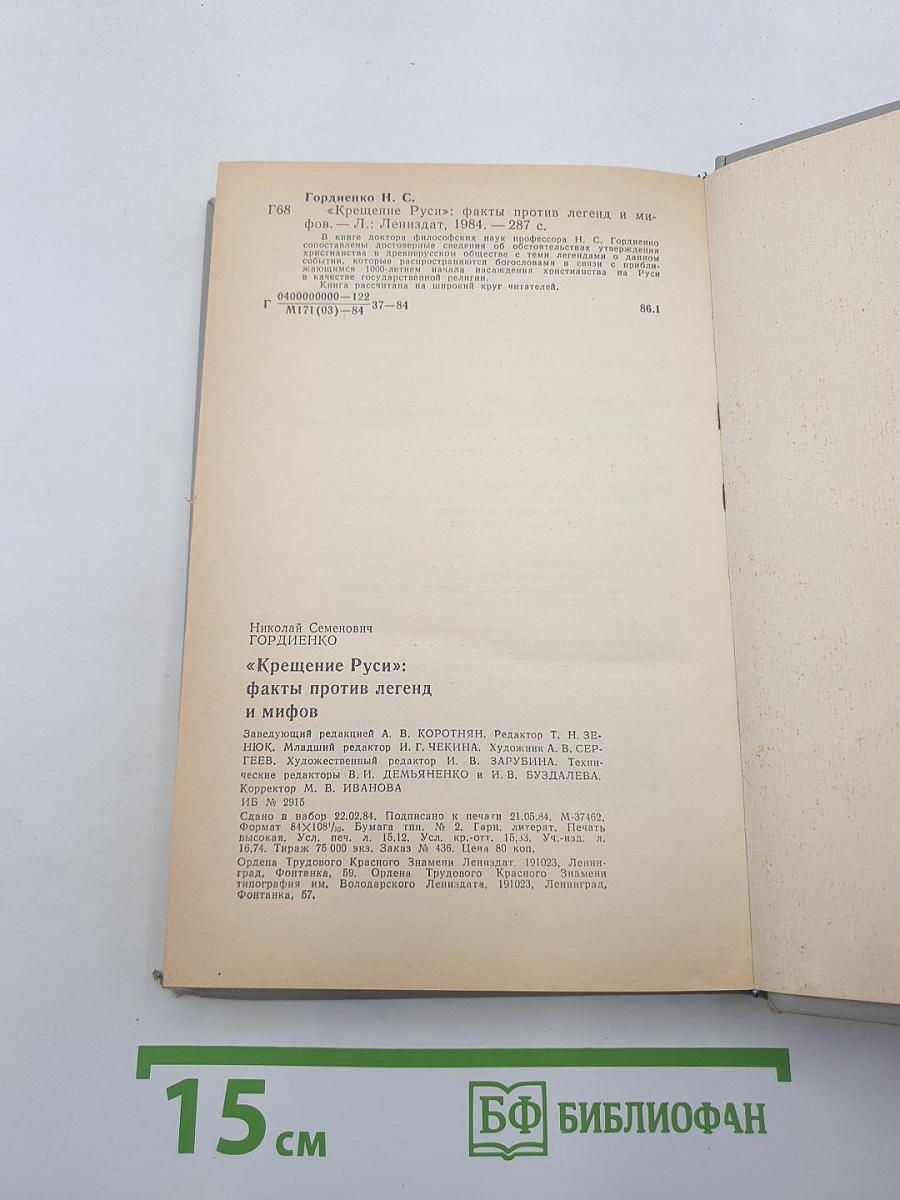 Гордиенко Н. С.
Г68 «Крещение Руси»: факты против легенд и ми-
фов. — Л.: Лениздат, 1984. — 287 с.
В книге доктора философских наук профессора Н. С. Гордиенко
сопоставлены достоверные сведения об обстоятельствах утверждения
христианства в древнерусском обществе с теми легендами о данном
событии, которые распространяются богословами в связи с прибли-
жающимся 1000-летием начала насаждения христианства на Руси
в качестве государственной религии.
Книга рассчитана на широкий круг читателей.
Г 0400000000—122 37—84
М171(03)—84
86.1
Николай Семенович
ГОРДИЕНКО
«Крещение Руси»:
факты против легенд
и мифов
Заведующий редакцией А. В. КОРОТНЯН. Редактор Т. Н. ЗЕ-
НЮК. Младший редактор И. Г. ЧЕКИНА. Художник А. В. СЕР-
ГЕЕВ. Художественный редактор И. В. ЗАРУБИНА. Техни-
ческие редакторы В. И. ДЕМЬЯНЕНКО и И. В. БУЗДАЛЕВА.
Корректор М. В. ИВАНОВА
ИБ № 2915
Сдано в набор 22.02.84. Подписано к печати 21.05.84. М-37462.
Формат 84×108¹/₃₂. Бумага тип. № 2. Гарн. литерат. Печать
высокая. Усл. печ. л. 15,12. Усл. кр.-отт. 15,33. Уч.-изд. л.
16,74. Тираж 75 000 экз. Заказ № 436. Цена 80 коп.
Ордена Трудового Красного Знамени Лениздат, 191023, Ленин-
град, Фонтанка, 59. Ордена Трудового Красного Знамени
типография им. Володарского Лениздата, 191023, Ленинград,
Фонтанка, 57.
15 см
БФ БИБЛИОФАН